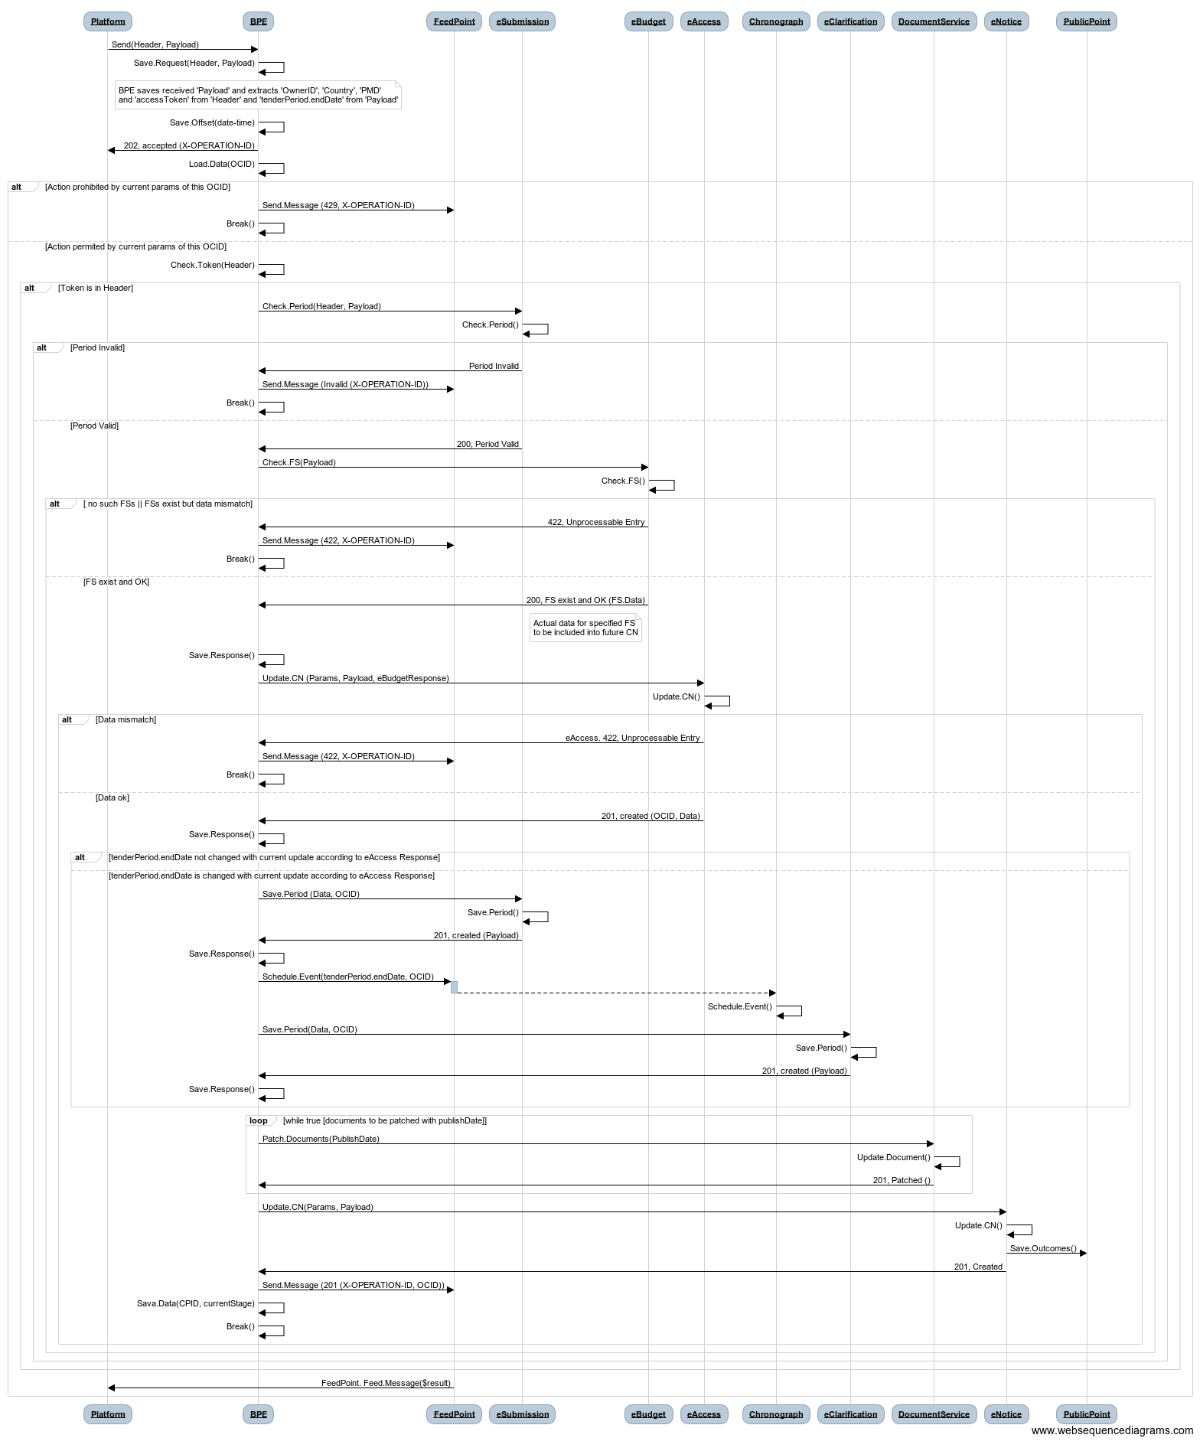 Platform BPE FeedPoint eSubmission eBudget eAccess Chronograph eClarification DocumentService eNotice PublicPoint
Send(Header, Payload)
Save.Request(Header, Payload)
BPE saves received 'Payload' and extracts 'OwnerID', 'Country', 'PMD'
and 'accessToken' from 'Header' and 'tenderPeriod.endDate' from 'Payload'
Save.Offset(date-time)
202, accepted (X-OPERATION-ID)
Load.Data(OCID)
alt [Action prohibited by current params of this OCID]
Send.Message (429, X-OPERATION-ID)
Break()
[Action permited by current params of this OCID]
Check.Token(Header)
alt [Token is in Header]
Check.Period(Header, Payload)
Check.Period()
alt [Period Invalid]
Period Invalid
Send.Message (Invalid (X-OPERATION-ID))
Break()
[Period Valid]
200, Period Valid
Check.FS(Payload)
Check.FS()
alt [ no such FSs || FSs exist but data mismatch]
422, Unprocessable Entry
Send.Message (422, X-OPERATION-ID)
Break()
[FS exist and OK]
200, FS exist and OK (FS.Data)
Actual data for specified FS
to be included into future CN
Save.Response()
Update.CN (Params, Payload, eBudgetResponse)
Update.CN()
alt [Data mismatch]
eAccess. 422, Unprocessable Entry
Send.Message (422, X-OPERATION-ID)
Break()
[Data ok]
201, created (OCID, Data)
Save.Response()
alt [tenderPeriod.endDate not changed with current update according to eAccess Response]
[tenderPeriod.endDate is changed with current update according to eAccess Response]
Save.Period (Data, OCID)
Save.Period()
201, created (Payload)
Save.Response()
Schedule.Event(tenderPeriod.endDate, OCID)
Schedule.Event()
Save.Period(Data, OCID)
Save.Period()
201, created (Payload)
Save.Response()
loop [while true [documents to be patched with publishDate]]
Patch.Documents(PublishDate)
Update.Document()
201, Patched ()
Update.CN(Params, Payload)
Update.CN()
Save.Outcomes()
201, Created
Send.Message (201 (X-OPERATION-ID, OCID))
Sava.Data(CPID, currentStage)
Break()
FeedPoint. Feed.Message($result)
Platform BPE FeedPoint eSubmission eBudget eAccess Chronograph eClarification DocumentService eNotice PublicPoint
www.websequencediagrams.com